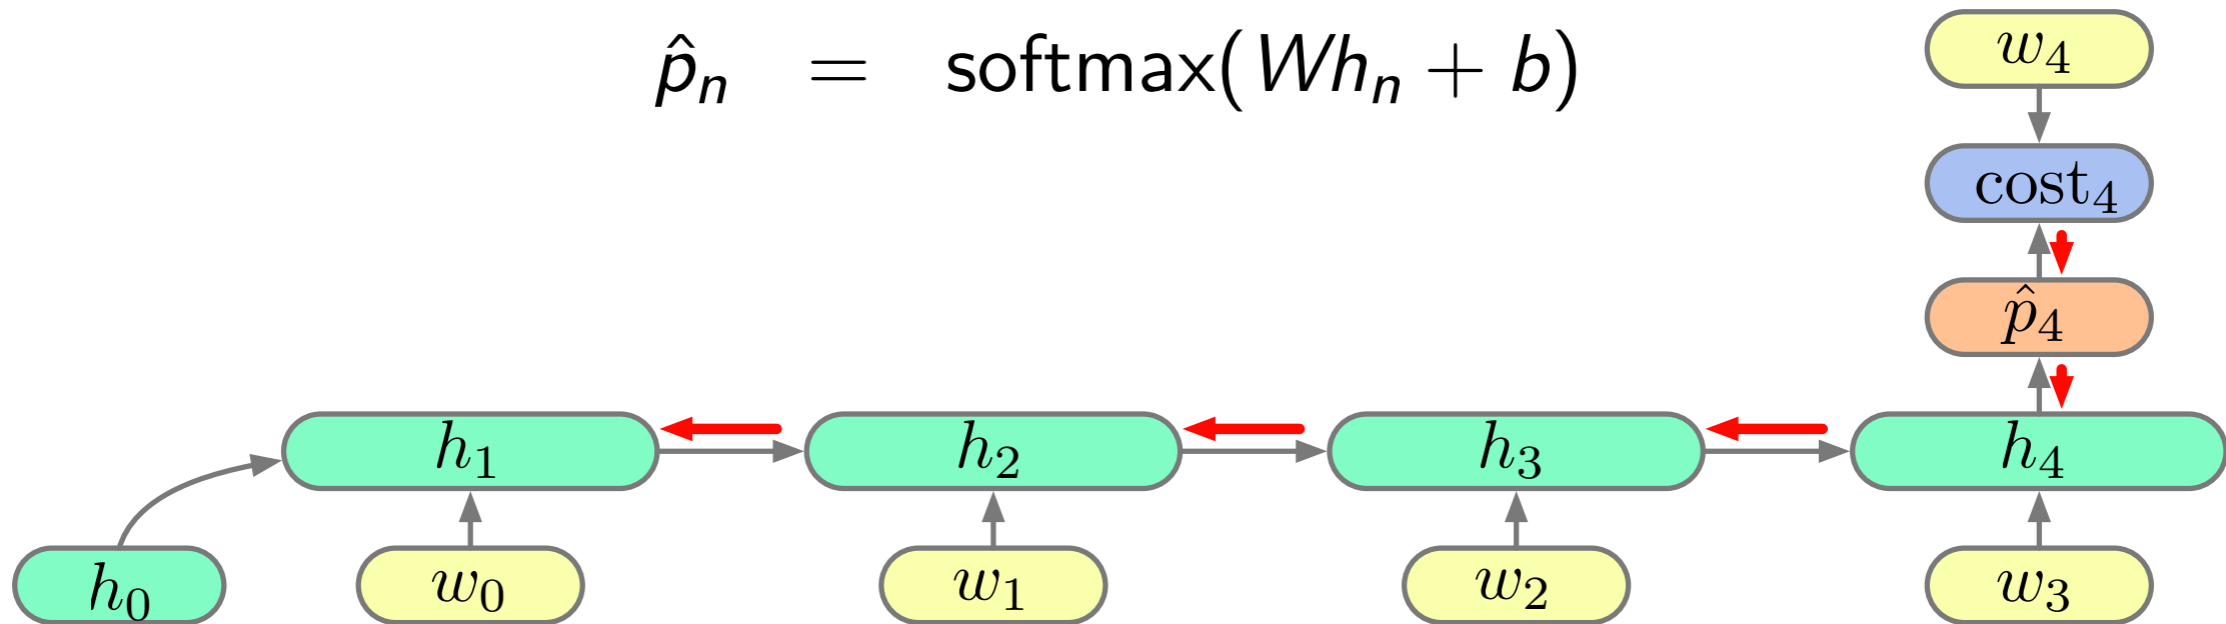 p̂ₙ = softmax(Whₙ + b)
w₄
cost₄
p̂₄
h₁ h₂ h₃ h₄
h₀ w₀ w₁ w₂ w₃